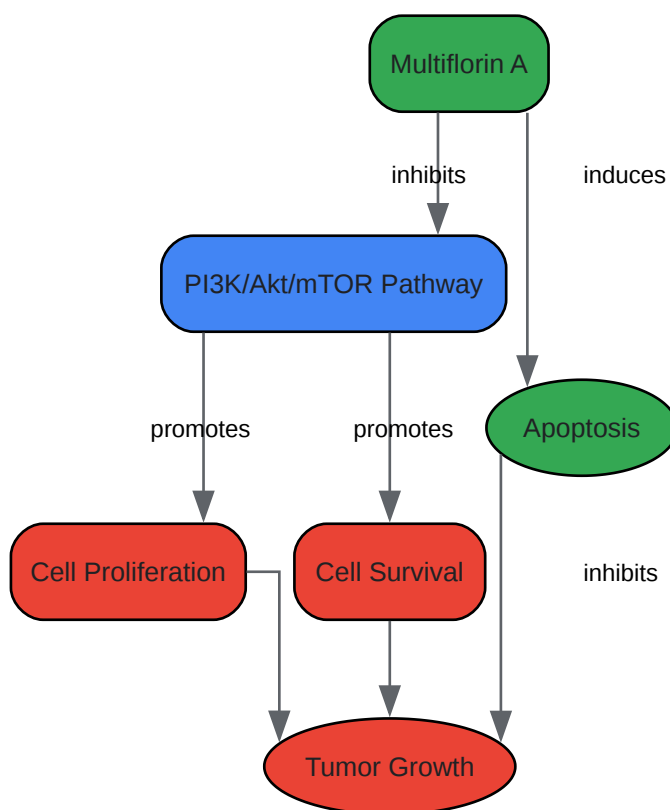 Multiflorin A
inhibits
induces
PI3K/Akt/mTOR Pathway
promotes
promotes
Apoptosis
Cell Proliferation
Cell Survival
inhibits
Tumor Growth